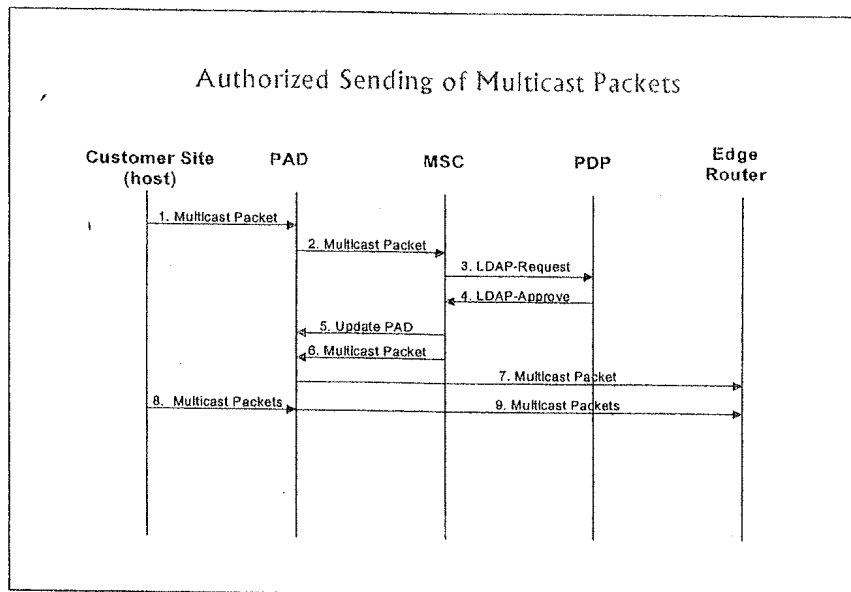 Authorized Sending of Multicast Packets
Customer Site
(host)
PAD
MSC
PDP
Edge
Router
1. Multicast Packet
2. Multicast Packet
3. LDAP-Request
4. LDAP-Approve
5. Update PAD
6. Multicast Packet
7. Multicast Packet
8. Multicast Packets
9. Multicast Packets